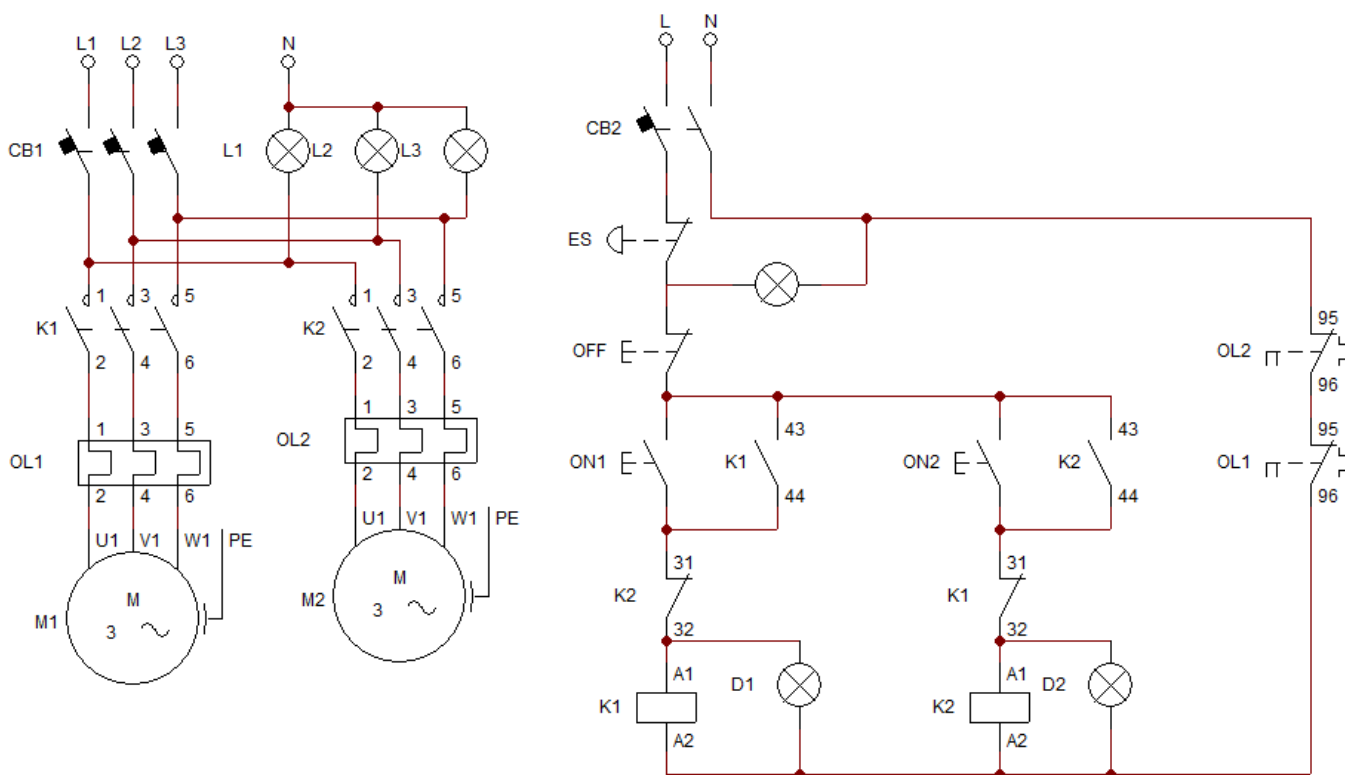 L1 L2 L3 N
CB1
L1 L2 L3
1 3 5
K1
2 4 6
1 3 5
K2
2 4 6
1 3 5
OL1
2 4 6
1 3 5
OL2
2 4 6
U1 V1 W1 PE
M
3
M1
U1 V1 W1 PE
M
3
M2
L N
CB2
ES
OFF
ON1
K1
43
44
ON2
K2
43
44
31
K2
32
31
K1
32
A1
K1
A2
D1
A1
K2
A2
D2
95
OL2
96
95
OL1
96